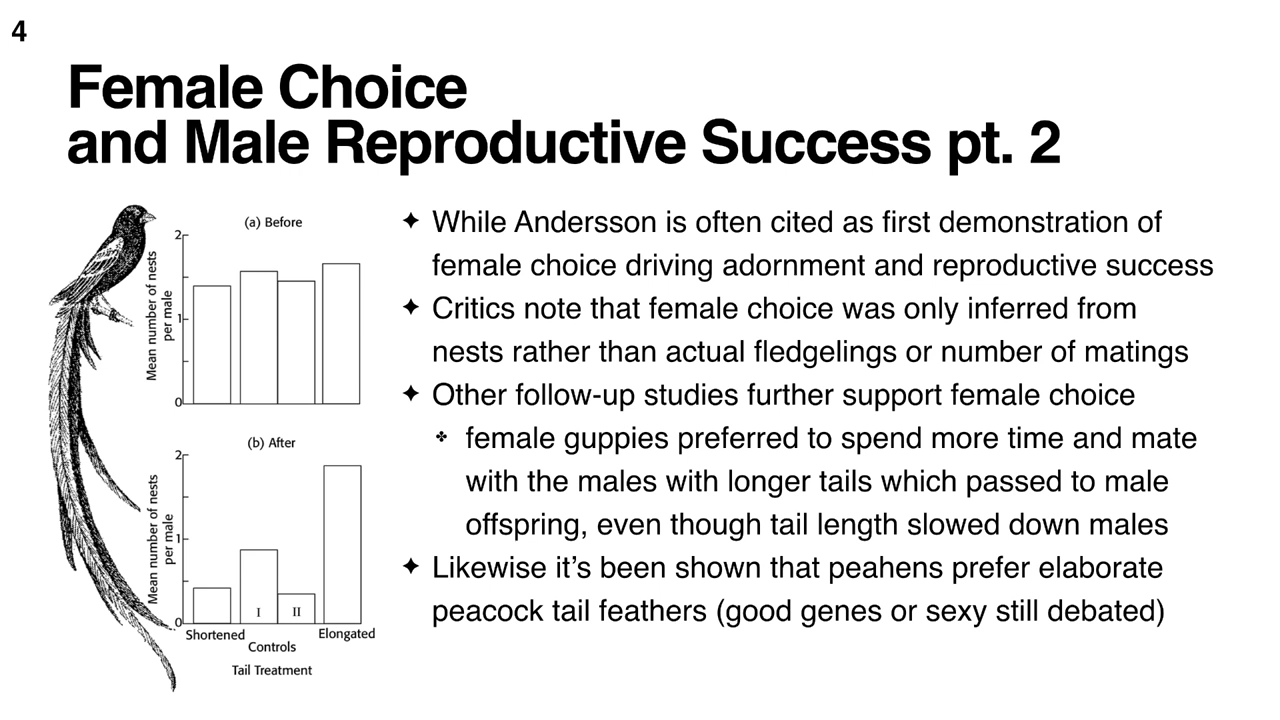 4
Female Choice
and Male Reproductive Success pt. 2
(a) Before
2
1
0
Mean number of nests
per male
(b) After
2
1
0
Mean number of nests
per male
I
II
Shortened
Elongated
Controls
Tail Treatment
✦ While Andersson is often cited as first demonstration of
female choice driving adornment and reproductive success
✦ Critics note that female choice was only inferred from
nests rather than actual fledgelings or number of matings
✦ Other follow-up studies further support female choice
✤ female guppies preferred to spend more time and mate
with the males with longer tails which passed to male
offspring, even though tail length slowed down males
✦ Likewise it’s been shown that peahens prefer elaborate
peacock tail feathers (good genes or sexy still debated)